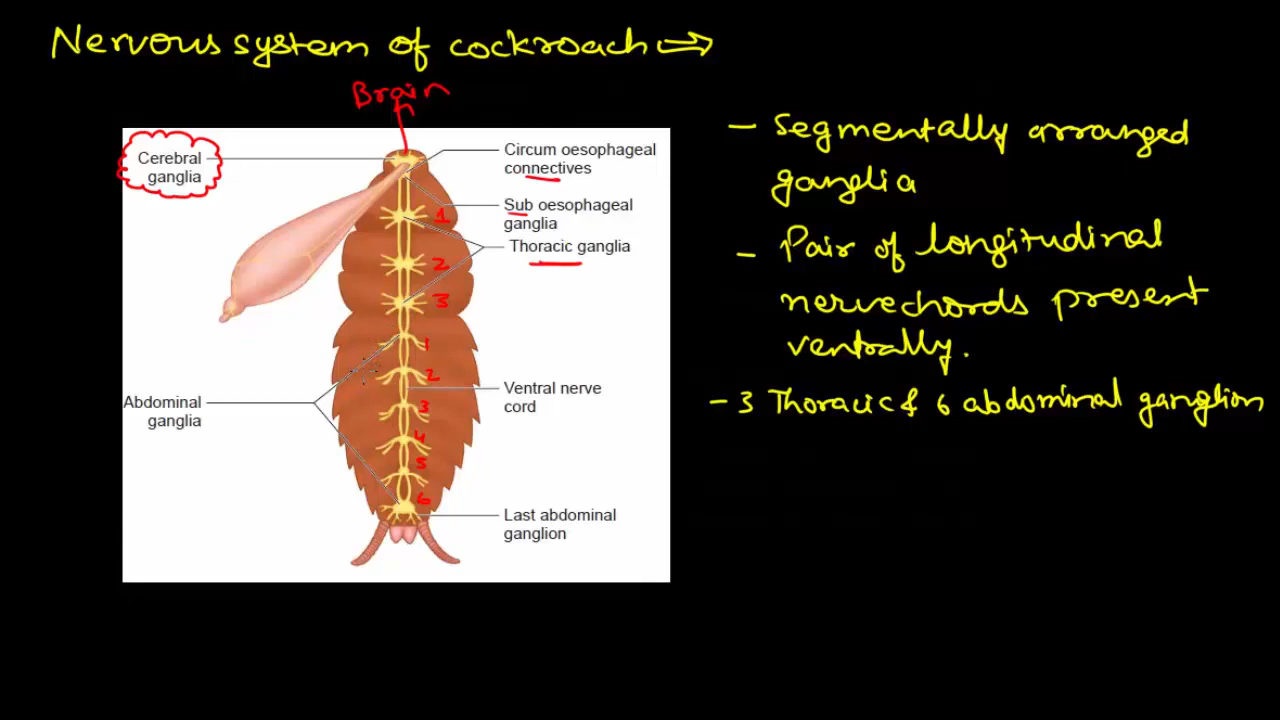 Nervous system of cockroach ⇒
Brain
Cerebral
ganglia
Circum oesophageal
connectives
Sub oesophageal
ganglia
Thoracic ganglia
1
2
3
1
2
3
4
5
6
Abdominal
ganglia
Ventral nerve
cord
Last abdominal
ganglion
- Segmentally arranged
ganglia
- Pair of longitudinal
nervechords present
ventrally.
- 3 Thoracic & 6 abdominal ganglion